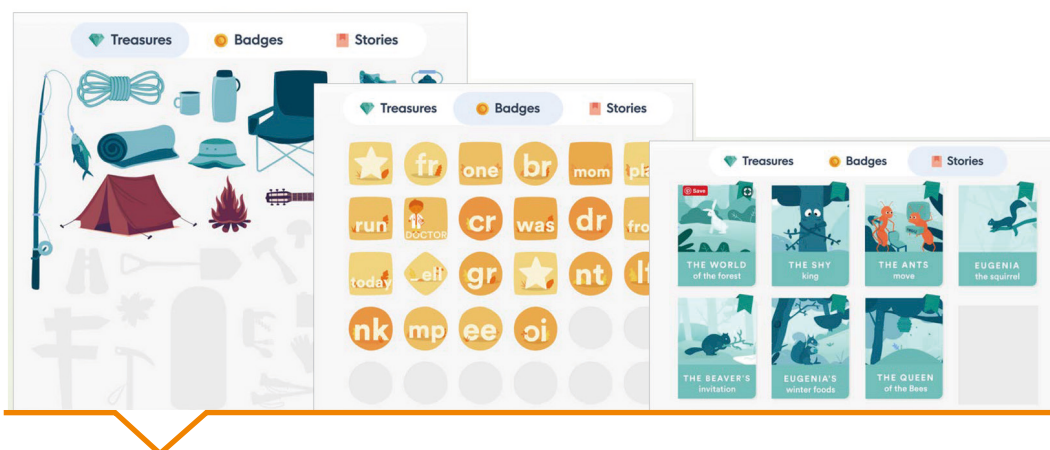 Treasures Badges Stories
Treasures Badges Stories
fr one br mom
run DOCTOR cr was dr
today ell gr nt
nk mp ee oi
Treasures Badges Stories
Save
THE WORLD
of the forest
THE SHY
king
THE ANTS
move
EUGENIA
the squirrel
THE BEAVER'S
invitation
EUGENIA'S
winter foods
THE QUEEN
of the Bees